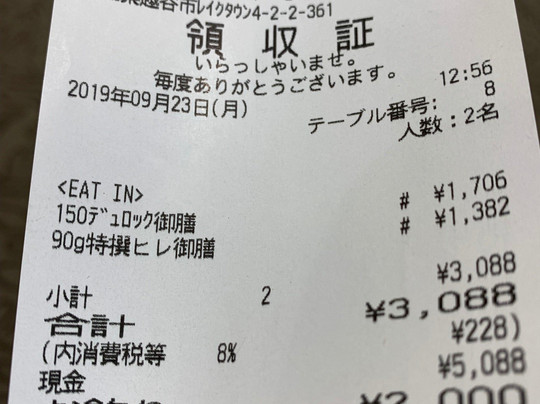 越谷市レイクタウン4-2-2-361
領 収 証
いらっしゃいませ。
毎度ありがとうございます。
2019年09月23日(月) 12:56
テーブル番号: 8
人数:2名
<EAT IN>
150デュロック御膳 # ¥1,706
90g特撰ヒレ御膳 # ¥1,382
小計 2 ¥3,088
合計 ¥3,088
(内消費税等 8% ¥228)
現金 ¥5,088